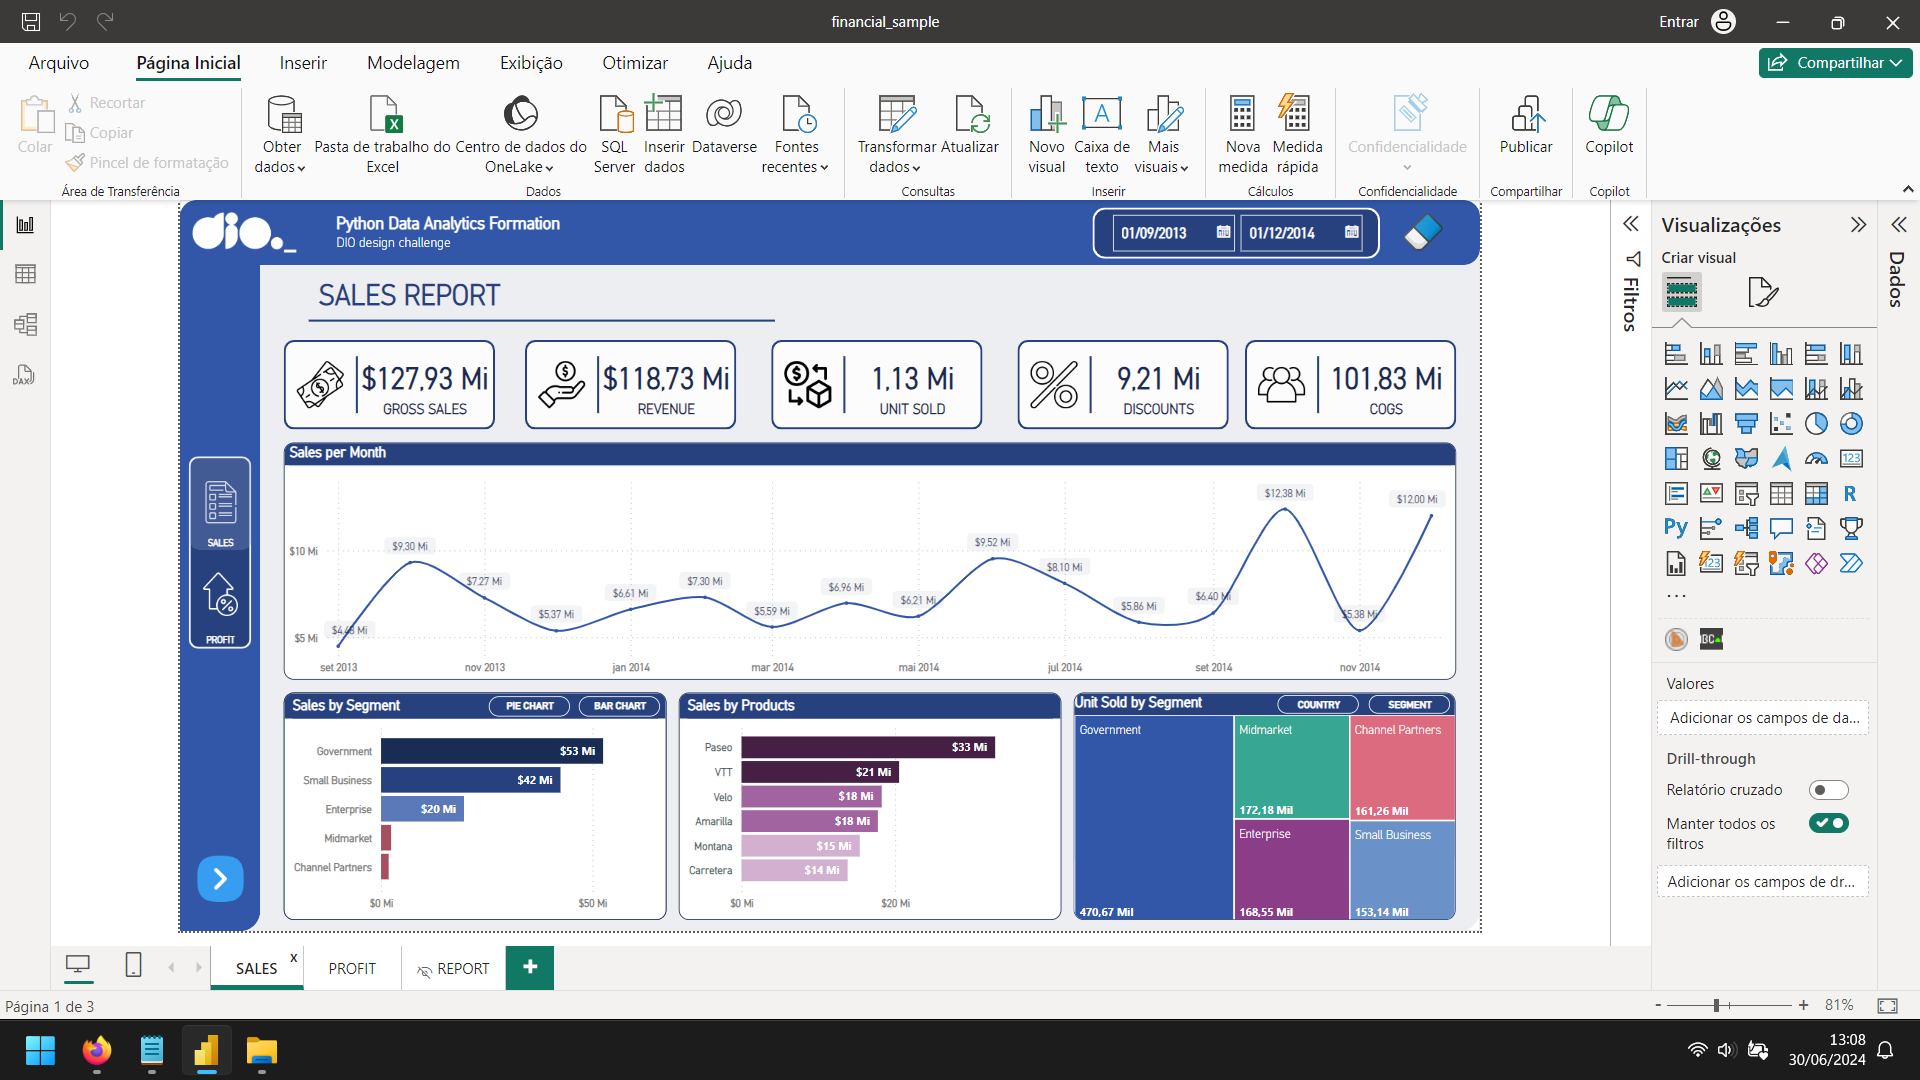 financial_sample
Entrar
Arquivo
Página Inicial
Inserir
Modelagem
Exibição
Otimizar
Ajuda
Compartilhar
Colar
Recortar
Copiar
Pincel de formatação
Área de Transferência
Obter dados
Pasta de trabalho do Excel
Centro de dados do OneLake
SQL Server
Inserir dados
Dataverse
Fontes recentes
Dados
Transformar dados
Atualizar
Consultas
Novo visual
Caixa de texto
Mais visuais
Inserir
Nova medida
Medida rápida
Cálculos
Confidencialidade
Confidencialidade
Publicar
Compartilhar
Copilot
Copilot
DAX
dio._
Python Data Analytics Formation
DIO design challenge
01/09/2013
01/12/2014
SALES REPORT
$127,93 Mi
GROSS SALES
$118,73 Mi
REVENUE
1,13 Mi
UNIT SOLD
9,21 Mi
DISCOUNTS
101,83 Mi
COGS
SALES
PROFIT
Sales per Month
$10 Mi
$5 Mi
$4.48 Mi
$9.30 Mi
$7.27 Mi
$5.37 Mi
$6.61 Mi
$7.30 Mi
$5.59 Mi
$6.96 Mi
$6.21 Mi
$9.52 Mi
$8.10 Mi
$5.86 Mi
$6.40 Mi
$12.38 Mi
$5.38 Mi
$12.00 Mi
set 2013
nov 2013
jan 2014
mar 2014
mai 2014
jul 2014
set 2014
nov 2014
Sales by Segment
PIE CHART
BAR CHART
Government
$53 Mi
Small Business
$42 Mi
Enterprise
$20 Mi
Midmarket
Channel Partners
$0 Mi
$50 Mi
Sales by Products
Paseo
$33 Mi
VTT
$21 Mi
Velo
$18 Mi
Amarilla
$18 Mi
Montana
$15 Mi
Carretera
$14 Mi
$0 Mi
$20 Mi
Unit Sold by Segment
COUNTRY
SEGMENT
Government
470,67 Mil
Midmarket
172,18 Mil
Channel Partners
161,26 Mil
Enterprise
168,55 Mil
Small Business
153,14 Mil
Filtros
Visualizações
Criar visual
123
R
Py
123
BC
Valores
Adicionar os campos de da...
Drill-through
Relatório cruzado
Manter todos os filtros
Adicionar os campos de dr...
Dados
SALES
x
PROFIT
REPORT
+
Página 1 de 3
- + 81%
13:08
30/06/2024